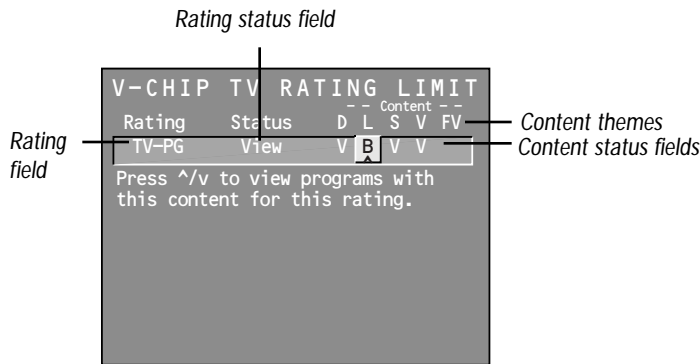 Rating status field
V-CHIP TV RATING LIMIT
-- Content --
Rating Status D L S V FV
Content themes
Rating field
TV-PG View V B V V
^
Content status fields
Press ^/v to view programs with
this content for this rating.